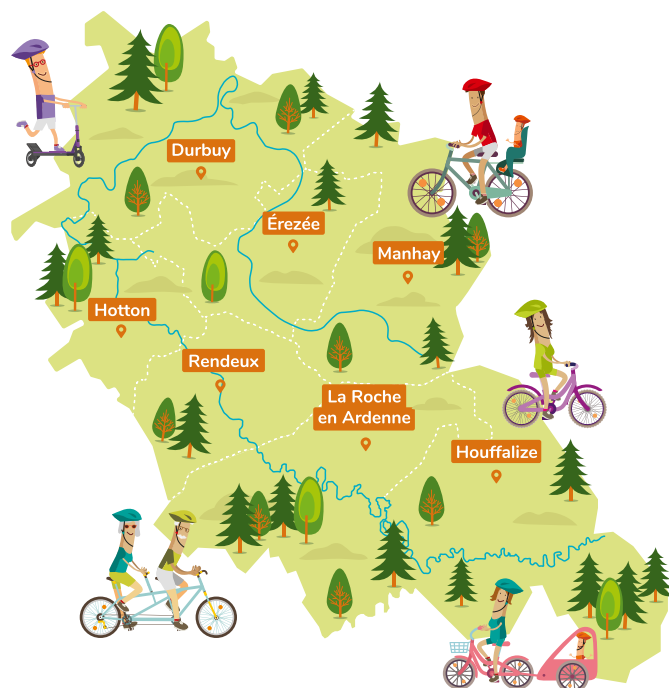 Durbuy
Érezée
Manhay
Hotton
Rendeux
La Roche
en Ardenne
Houffalize